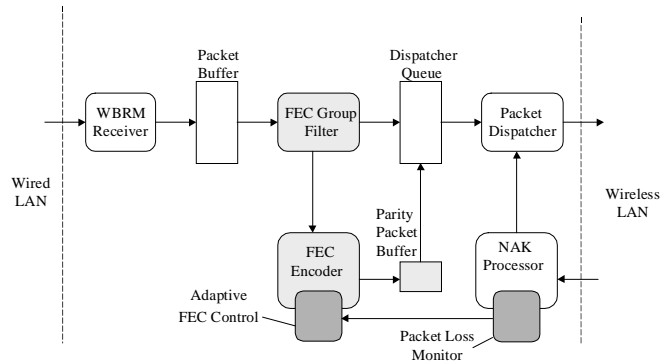 Packet
Buffer
Dispatcher
Queue
WBRM
Receiver
FEC Group
Filter
Packet
Dispatcher
Wired
LAN
Wireless
LAN
Parity
Packet
Buffer
FEC
Encoder
NAK
Processor
Adaptive
FEC Control
Packet Loss
Monitor